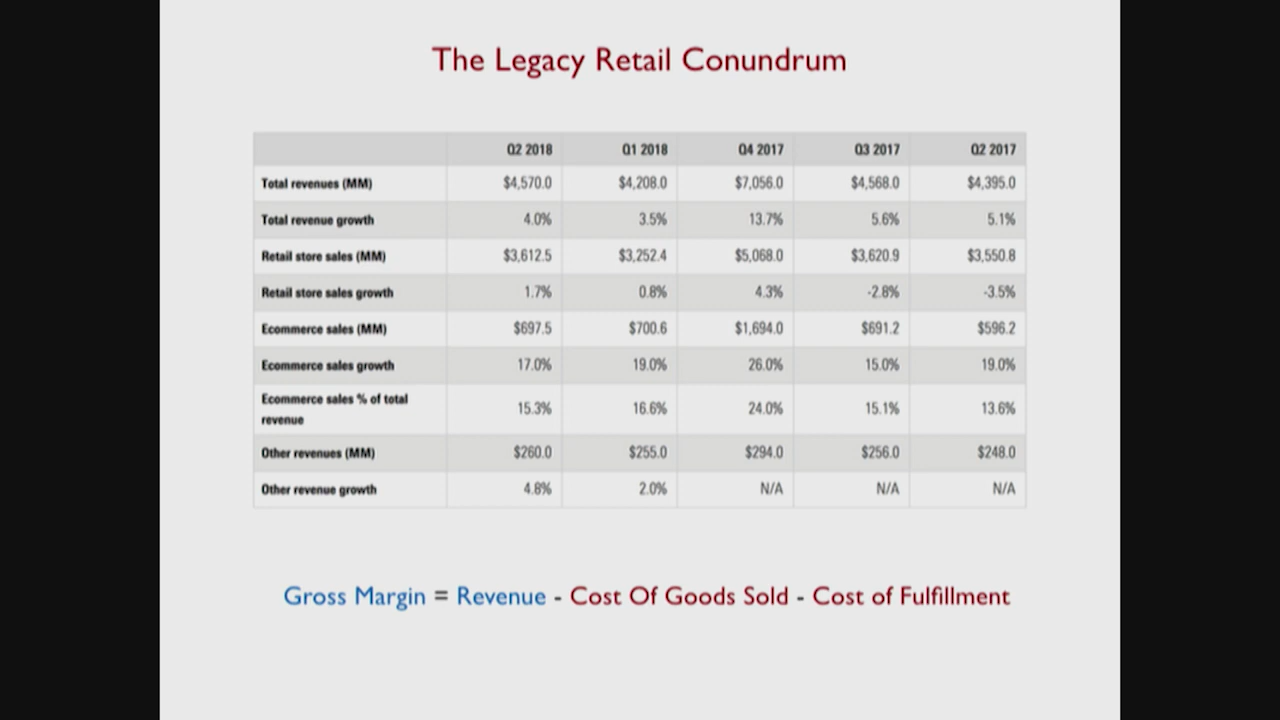 The Legacy Retail Conundrum
Q2 2018 Q1 2018 Q4 2017 Q3 2017 Q2 2017
Total revenues (MM) $4,570.0 $4,208.0 $7,056.0 $4,568.0 $4,395.0
Total revenue growth 4.0% 3.5% 13.7% 5.6% 5.1%
Retail store sales (MM) $3,612.5 $3,252.4 $5,068.0 $3,620.9 $3,550.8
Retail store sales growth 1.7% 0.8% 4.3% -2.8% -3.5%
Ecommerce sales (MM) $697.5 $700.6 $1,694.0 $691.2 $596.2
Ecommerce sales growth 17.0% 19.0% 26.0% 15.0% 19.0%
Ecommerce sales % of total
revenue 15.3% 16.6% 24.0% 15.1% 13.6%
Other revenues (MM) $260.0 $255.0 $294.0 $256.0 $248.0
Other revenue growth 4.8% 2.0% N/A N/A N/A
Gross Margin = Revenue - Cost Of Goods Sold - Cost of Fulfillment